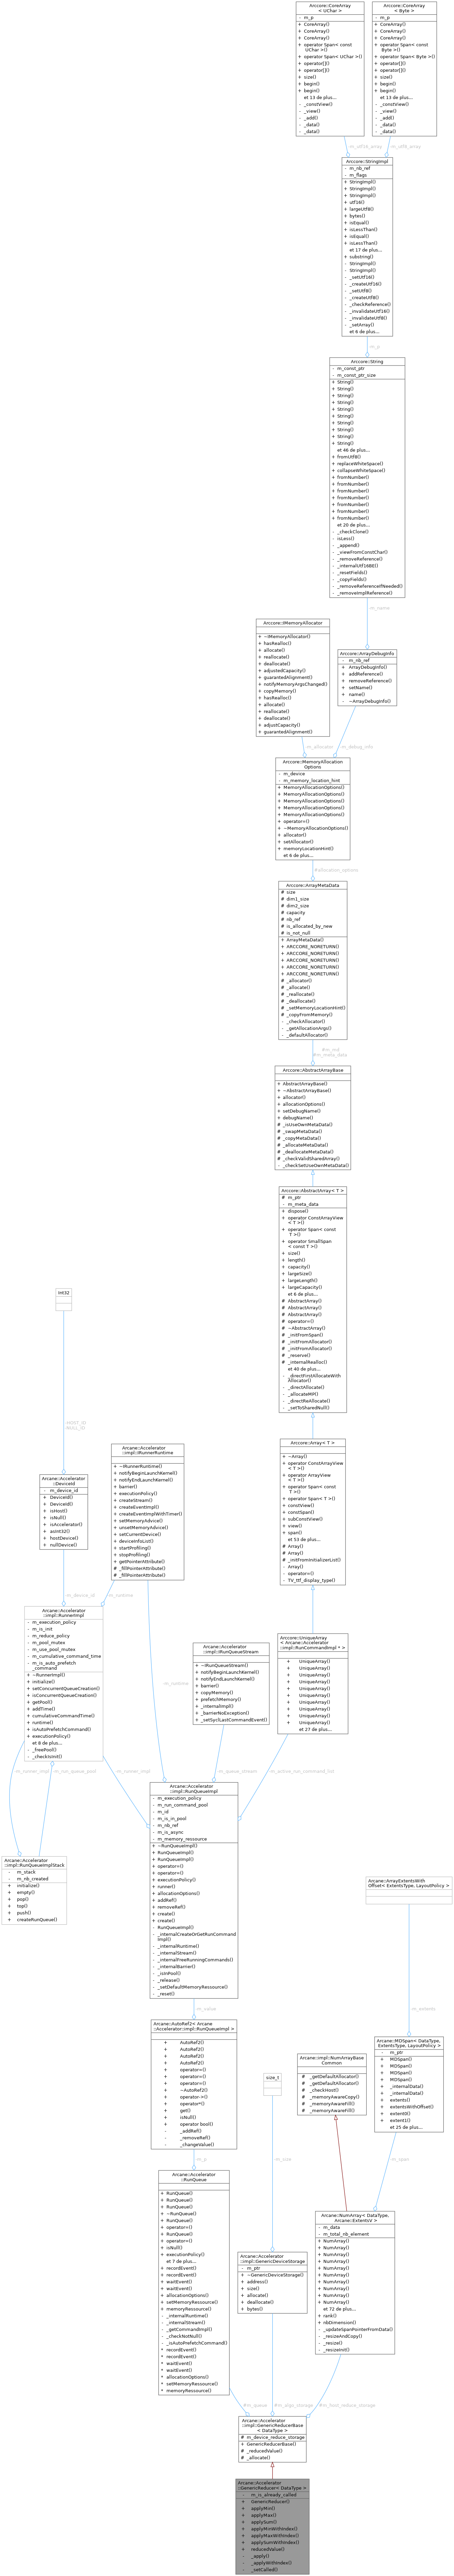 Arccore::CoreArray
< UChar >
- m_p
+ CoreArray()
+ CoreArray()
+ CoreArray()
+ operator Span< const
UChar >()
+ operator Span< UChar >()
+ operator[]()
+ operator[]()
+ size()
+ begin()
+ begin()
et 13 de plus...
- _constView()
- _view()
- _add()
- _data()
- _data()
Arccore::CoreArray
< Byte >
- m_p
+ CoreArray()
+ CoreArray()
+ CoreArray()
+ operator Span< const
Byte >()
+ operator Span< Byte >()
+ operator[]()
+ operator[]()
+ size()
+ begin()
+ begin()
et 13 de plus...
- _constView()
- _view()
- _add()
- _data()
- _data()
-m_utf16_array
-m_utf8_array
Arccore::StringImpl
- m_nb_ref
- m_flags
+ StringImpl()
+ StringImpl()
+ StringImpl()
+ utf16()
+ largeUtf8()
+ bytes()
+ isEqual()
+ isLessThan()
+ isEqual()
+ isLessThan()
et 17 de plus...
+ substring()
- StringImpl()
- StringImpl()
- _setUtf16()
- _createUtf16()
- _setUtf8()
- _createUtf8()
- _checkReference()
- _invalidateUtf16()
- _invalidateUtf8()
- _setArray()
et 6 de plus...
-m_p
Arccore::String
- m_const_ptr
- m_const_ptr_size
+ String()
+ String()
+ String()
+ String()
+ String()
+ String()
+ String()
+ String()
+ String()
+ String()
et 46 de plus...
+ fromUtf8()
+ replaceWhiteSpace()
+ collapseWhiteSpace()
+ fromNumber()
+ fromNumber()
+ fromNumber()
+ fromNumber()
+ fromNumber()
+ fromNumber()
+ fromNumber()
et 20 de plus...
- _checkClone()
- isLess()
- _append()
- _viewFromConstChar()
- _removeReference()
- _internalUtf16BE()
- _resetFields()
- _copyFields()
- _removeReferenceIfNeeded()
- _removeImplReference()
-m_name
Arccore::IMemoryAllocator
+ ~IMemoryAllocator()
+ hasRealloc()
+ allocate()
+ reallocate()
+ deallocate()
+ adjustedCapacity()
+ guarantedAlignment()
+ notifyMemoryArgsChanged()
+ copyMemory()
+ hasRealloc()
+ allocate()
+ reallocate()
+ deallocate()
+ adjustCapacity()
+ guarantedAlignment()
Arccore::ArrayDebugInfo
- m_nb_ref
+ ArrayDebugInfo()
+ addReference()
+ removeReference()
+ setName()
+ name()
- ~ArrayDebugInfo()
-m_allocator
-m_debug_info
Arccore::MemoryAllocation
Options
- m_device
- m_memory_location_hint
+ MemoryAllocationOptions()
+ MemoryAllocationOptions()
+ MemoryAllocationOptions()
+ MemoryAllocationOptions()
+ MemoryAllocationOptions()
+ operator=()
+ ~MemoryAllocationOptions()
+ allocator()
+ setAllocator()
+ memoryLocationHint()
et 6 de plus...
#allocation_options
Arccore::ArrayMetaData
# size
# dim1_size
# dim2_size
# capacity
# nb_ref
# is_allocated_by_new
# is_not_null
+ ArrayMetaData()
+ ARCCORE_NORETURN()
+ ARCCORE_NORETURN()
+ ARCCORE_NORETURN()
+ ARCCORE_NORETURN()
+ ARCCORE_NORETURN()
# _allocator()
# _allocate()
# _reallocate()
# _deallocate()
# _setMemoryLocationHint()
# _copyFromMemory()
- _checkAllocator()
- _getAllocationArgs()
- _defaultAllocator()
#m_md
#m_meta_data
Arccore::AbstractArrayBase
+ AbstractArrayBase()
+ ~AbstractArrayBase()
+ allocator()
+ allocationOptions()
+ setDebugName()
+ debugName()
# _isUseOwnMetaData()
# _swapMetaData()
# _copyMetaData()
# _allocateMetaData()
# _deallocateMetaData()
# _checkValidSharedArray()
- _checkSetUseOwnMetaData()
Arccore::AbstractArray< T >
# m_ptr
- m_meta_data
+ dispose()
+ operator ConstArrayView
< T >()
+ operator Span< const
T >()
+ operator SmallSpan
< const T >()
+ size()
+ length()
+ capacity()
+ largeSize()
+ largeLength()
+ largeCapacity()
et 6 de plus...
# AbstractArray()
# AbstractArray()
# AbstractArray()
# operator=()
# ~AbstractArray()
# _initFromSpan()
# _initFromAllocator()
# _initFromAllocator()
# _reserve()
# _internalRealloc()
et 40 de plus...
- _directFirstAllocateWith
Allocator()
- _directAllocate()
- _allocateMP()
- _directReAllocate()
- _setToSharedNull()
Int32
-HOST_ID
-NULL_ID
Arccore::Array< T >
+ ~Array()
+ operator ConstArrayView
< T >()
+ operator ArrayView
< T >()
+ operator Span< const
T >()
+ operator Span< T >()
+ constView()
+ constSpan()
+ subConstView()
+ view()
+ span()
et 53 de plus...
# Array()
# Array()
# _initFromInitializerList()
- Array()
- operator=()
- TV_ttf_display_type()
Arcane::Accelerator
::impl::IRunnerRuntime
+ ~IRunnerRuntime()
+ notifyBeginLaunchKernel()
+ notifyEndLaunchKernel()
+ barrier()
+ executionPolicy()
+ createStream()
+ createEventImpl()
+ createEventImplWithTimer()
+ setMemoryAdvice()
+ unsetMemoryAdvice()
+ setCurrentDevice()
+ deviceInfoList()
+ startProfiling()
+ stopProfiling()
+ getPointerAttribute()
# _fillPointerAttribute()
# _fillPointerAttribute()
Arcane::Accelerator
::DeviceId
- m_device_id
+ DeviceId()
+ DeviceId()
+ isHost()
+ isNull()
+ isAccelerator()
+ asInt32()
+ hostDevice()
+ nullDevice()
-m_device_id
-m_runtime
Arcane::Accelerator
::impl::RunnerImpl
- m_execution_policy
- m_is_init
- m_reduce_policy
- m_pool_mutex
- m_use_pool_mutex
- m_cumulative_command_time
- m_is_auto_prefetch
_command
+ ~RunnerImpl()
+ initialize()
+ setConcurrentQueueCreation()
+ isConcurrentQueueCreation()
+ getPool()
+ addTime()
+ cumulativeCommandTime()
+ runtime()
+ isAutoPrefetchCommand()
+ executionPolicy()
et 8 de plus...
- _freePool()
- _checkIsInit()
-m_runtime
Arcane::Accelerator
::impl::IRunQueueStream
+ ~IRunQueueStream()
+ notifyBeginLaunchKernel()
+ notifyEndLaunchKernel()
+ barrier()
+ copyMemory()
+ prefetchMemory()
+ _internalImpl()
+ _barrierNoException()
+ _setSyclLastCommandEvent()
Arccore::UniqueArray
< Arcane::Accelerator
::impl::RunCommandImpl * >
+ UniqueArray()
+ UniqueArray()
+ UniqueArray()
+ UniqueArray()
+ UniqueArray()
+ UniqueArray()
+ UniqueArray()
+ UniqueArray()
+ UniqueArray()
+ UniqueArray()
et 27 de plus...
-m_runner_impl
-m_run_queue_pool
-m_runner_impl
-m_queue_stream
-m_active_run_command_list
Arcane::Accelerator
::impl::RunQueueImplStack
- m_stack
- m_nb_created
+ initialize()
+ empty()
+ pop()
+ top()
+ push()
+ createRunQueue()
Arcane::Accelerator
::impl::RunQueueImpl
- m_execution_policy
- m_run_command_pool
- m_id
- m_is_in_pool
- m_nb_ref
- m_is_async
- m_memory_ressource
+ ~RunQueueImpl()
+ RunQueueImpl()
+ RunQueueImpl()
+ operator=()
+ operator=()
+ executionPolicy()
+ runner()
+ allocationOptions()
+ addRef()
+ removeRef()
+ create()
+ create()
- RunQueueImpl()
- _internalCreateOrGetRunCommand
Impl()
- _internalRuntime()
- _internalStream()
- _internalFreeRunningCommands()
- _internalBarrier()
- _isInPool()
- _release()
- _setDefaultMemoryRessource()
- _reset()
-m_value
Arcane::Accelerator::AutoRef2< Arcane
::Accelerator::impl::RunQueueImpl >
+ AutoRef2()
+ AutoRef2()
+ AutoRef2()
+ AutoRef2()
+ operator=()
+ operator=()
+ operator=()
+ ~AutoRef2()
+ operator->()
+ operator*()
+ get()
+ isNull()
+ operator bool()
- _addRef()
- _removeRef()
- _changeValue()
-m_p
Arcane::Accelerator
::RunQueue
+ RunQueue()
+ RunQueue()
+ RunQueue()
+ ~RunQueue()
+ RunQueue()
+ operator=()
+ RunQueue()
+ operator=()
+ isNull()
+ executionPolicy()
et 7 de plus...
+ recordEvent()
+ recordEvent()
+ waitEvent()
+ waitEvent()
+ allocationOptions()
+ setMemoryRessource()
+ memoryRessource()
- _internalRuntime()
- _internalStream()
- _getCommandImpl()
- _checkNotNull()
- _isAutoPrefetchCommand()
* recordEvent()
* recordEvent()
* waitEvent()
* waitEvent()
* allocationOptions()
* setMemoryRessource()
* memoryRessource()
size_t
-m_size
Arcane::Accelerator
::impl::GenericDeviceStorage
- m_ptr
+ ~GenericDeviceStorage()
+ address()
+ size()
+ allocate()
+ deallocate()
+ bytes()
Arcane::impl::NumArrayBase
Common
# _getDefaultAllocator()
# _getDefaultAllocator()
# _checkHost()
# _memoryAwareCopy()
# _memoryAwareFill()
# _memoryAwareFill()
Arcane::ArrayExtentsWith
Offset< ExtentsType, LayoutPolicy >
-m_extents
Arcane::MDSpan< DataType,
ExtentsType, LayoutPolicy >
- m_ptr
+ MDSpan()
+ MDSpan()
+ MDSpan()
+ MDSpan()
+ _internalData()
+ _internalData()
+ extents()
+ extentsWithOffset()
+ extent0()
+ extent1()
et 25 de plus...
-m_span
Arcane::NumArray< DataType,
Arcane::ExtentsV >
- m_data
- m_total_nb_element
+ NumArray()
+ NumArray()
+ NumArray()
+ NumArray()
+ NumArray()
+ NumArray()
+ NumArray()
+ NumArray()
+ NumArray()
+ NumArray()
et 72 de plus...
+ rank()
+ nbDimension()
- _updateSpanPointerFromData()
- _resizeAndCopy()
- _resize()
- _resizeInit()
#m_queue
#m_algo_storage
#m_host_reduce_storage
Arcane::Accelerator
::impl::GenericReducerBase
< DataType >
# m_device_reduce_storage
+ GenericReducerBase()
# _reducedValue()
# _allocate()
Arcane::Accelerator
::GenericReducer< DataType >
- m_is_already_called
+ GenericReducer()
+ applyMin()
+ applyMax()
+ applySum()
+ applyMinWithIndex()
+ applyMaxWithIndex()
+ applySumWithIndex()
+ reducedValue()
- _apply()
- _applyWithIndex()
- _setCalled()